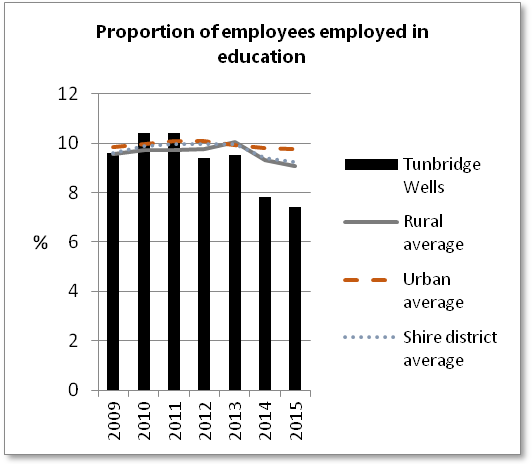 Proportion of employees employed in
education
12
10
8
6
4
2
0
%
2009
2010
2011
2012
2013
2014
2015
Tunbridge
Wells
Rural
average
Urban
average
Shire district
average